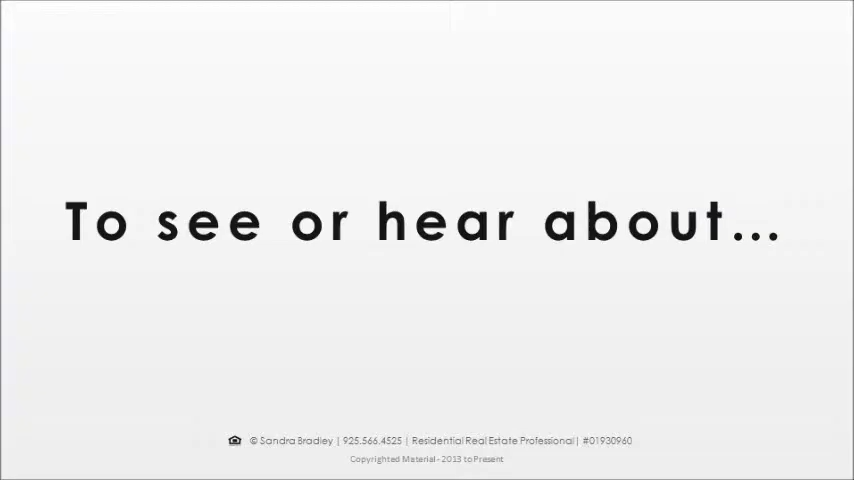 To see or hear about...
© Sandra Bradley | 925.566.4525 | Residential Real Estate Professional| #01930960
Copyrighted Material - 2013 to Present